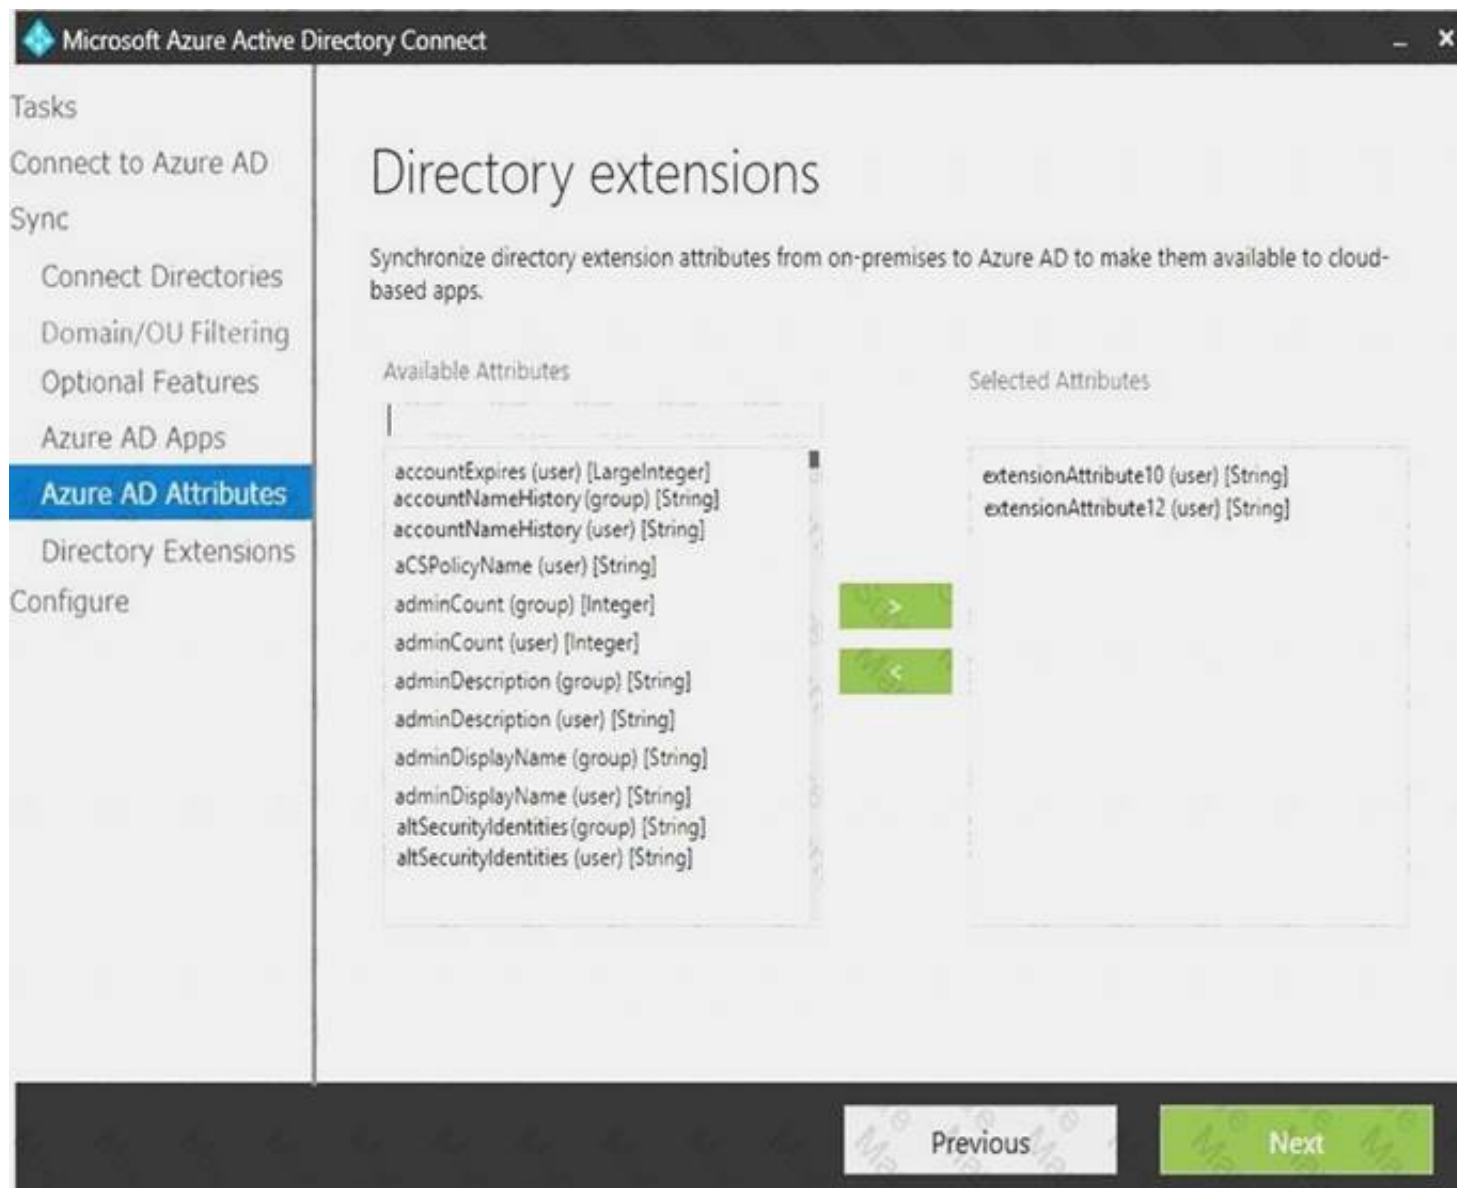 Microsoft Azure Active Directory Connect
Tasks
Connect to Azure AD
Sync
Connect Directories
Domain/OU Filtering
Optional Features
Azure AD Apps
Azure AD Attributes
Directory Extensions
Configure
Directory extensions
Synchronize directory extension attributes from on-premises to Azure AD to make them available to cloud-
based apps.
Available Attributes
accountExpires (user) [LargeInteger]
accountNameHistory (group) [String]
accountNameHistory (user) [String]
aCSPolicyName (user) [String]
adminCount (group) [Integer]
adminCount (user) [Integer]
adminDescription (group) [String]
adminDescription (user) [String]
adminDisplayName (group) [String]
adminDisplayName (user) [String]
altSecurityIdentities (group) [String]
altSecurityIdentities (user) [String]
>
<
Selected Attributes
extensionAttribute10 (user) [String]
extensionAttribute12 (user) [String]
Previous
Next